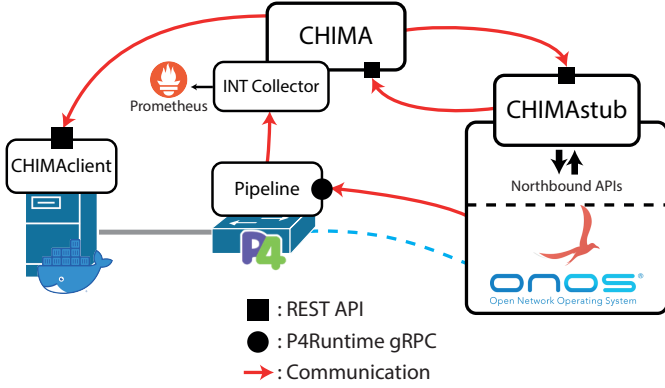 CHIMA
INT Collector
Prometheus
CHIMAstub
CHIMAclient
Northbound APIs
Pipeline
P4
onos®
Open Network Operating System
: REST API
: P4Runtime gRPC
: Communication